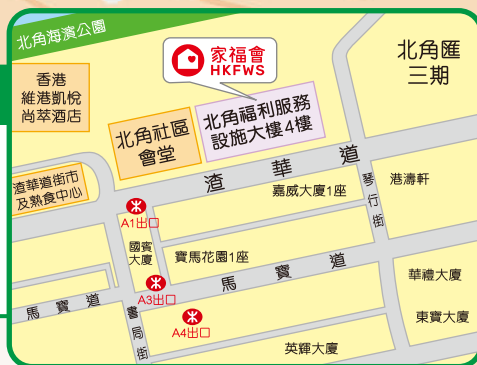 北角海濱公園
家福會
HKFWS
北角匯
三期
香港
維港凱悅
尚萃酒店
北角社區
會堂
北角福利服務
設施大樓4樓
渣華道
渣華道街市
及熟食中心
嘉威大廈1座
琴行街
港濤軒
A1出口
國賓
大廈
寶馬花園1座
馬寶道
A3出口
馬寶道
書局街
A4出口
華禮大廈
東寶大廈
英輝大廈